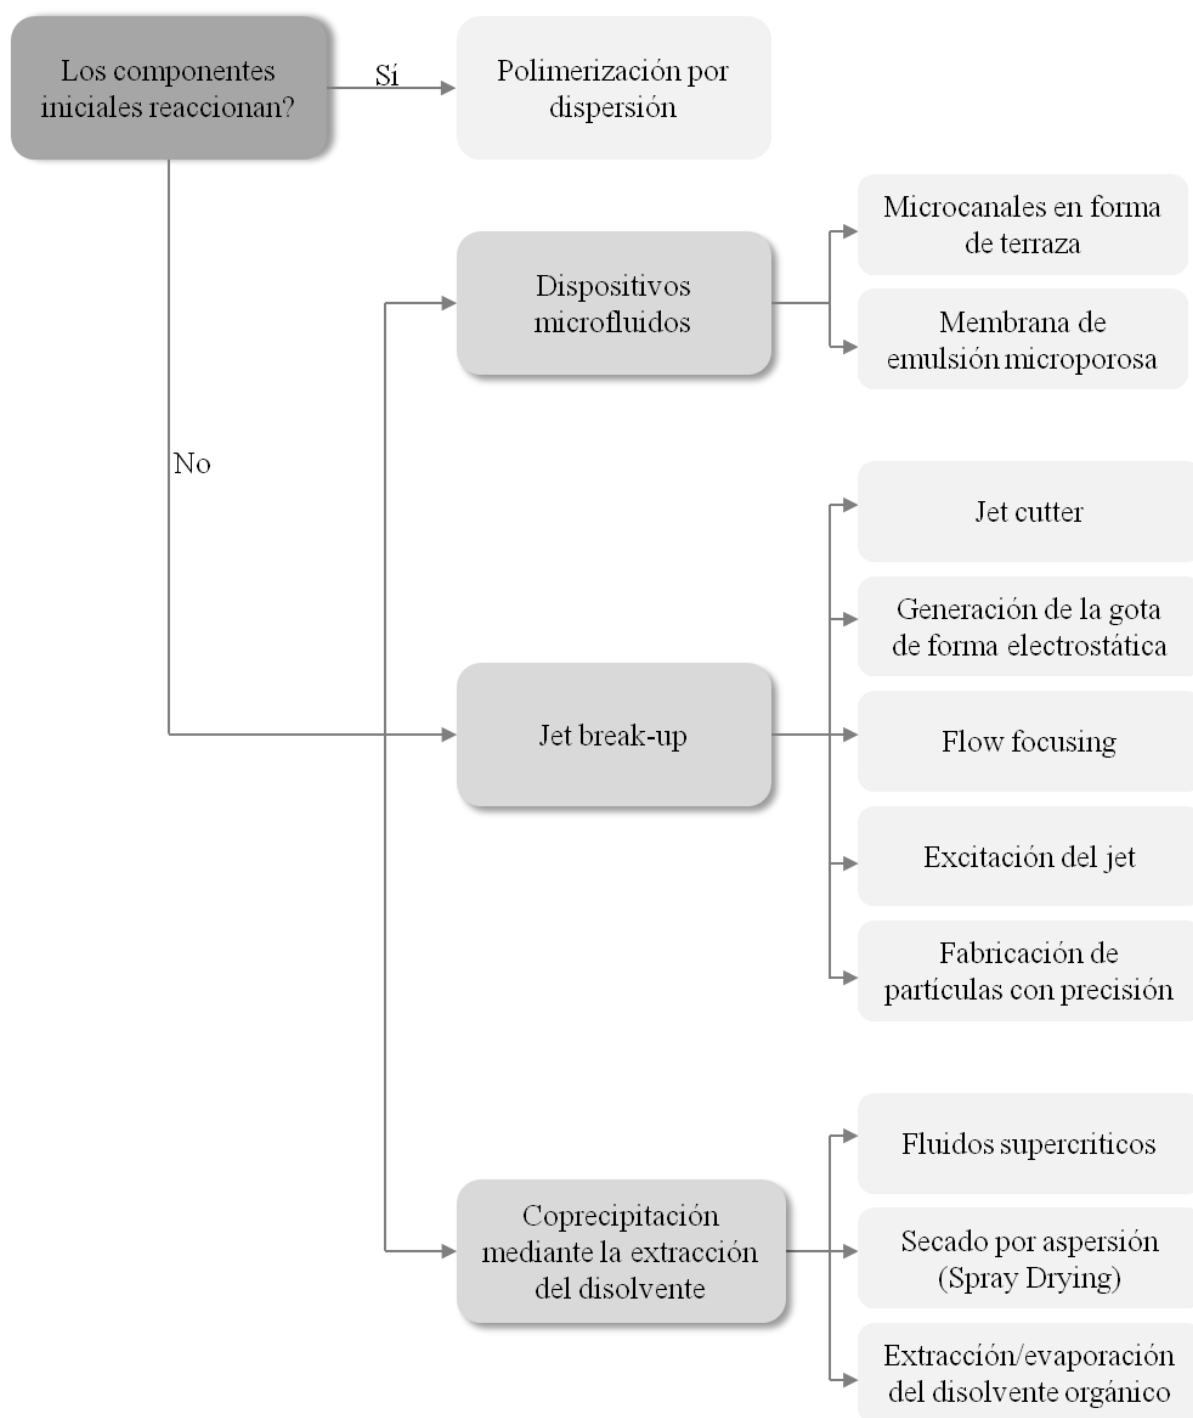 Los componentes
iniciales reaccionan?
Sí
Polimerización por
dispersión
No
Dispositivos
microfluidos
Microcanales en forma
de terraza
Membrana de
emulsión microporosa
Jet break-up
Jet cutter
Generación de la gota
de forma electrostática
Flow focusing
Excitación del jet
Fabricación de
partículas con precisión
Coprecipitación
mediante la extracción
del disolvente
Fluidos supercriticos
Secado por aspersión
(Spray Drying)
Extraccíón/evaporación
del disolvente orgánico